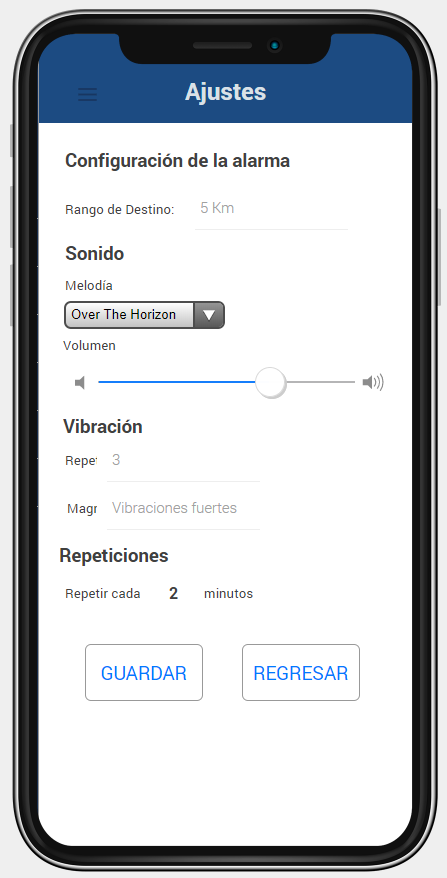 Ajustes
Configuración de la alarma
Rango de Destino: 5 Km
Sonido
Melodía
Over The Horizon
Volumen
Vibración
Repet 3
Magn Vibraciones fuertes
Repeticiones
Repetir cada 2 minutos
GUARDAR REGRESAR